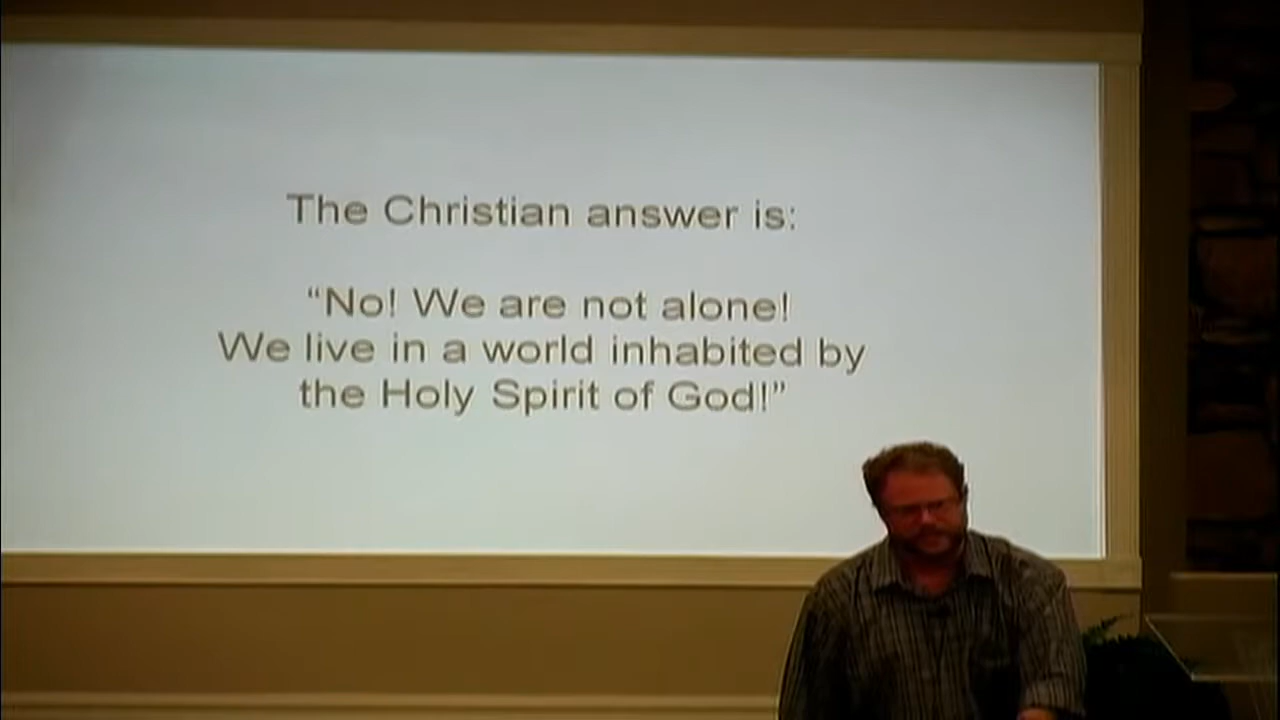 The Christian answer is:
“No! We are not alone!
We live in a world inhabited by
the Holy Spirit of God!”